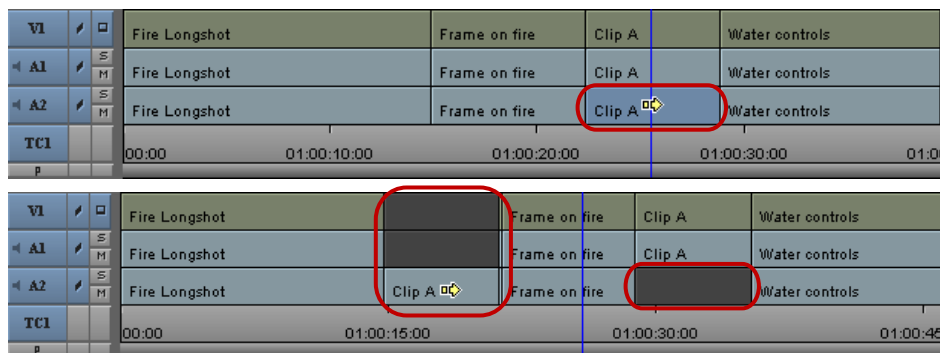 V1 Fire Longshot Frame on fire Clip A Water controls
S
A1 M Fire Longshot Frame on fire Clip A Water controls
S
A2 M Fire Longshot Frame on fire Clip A Water controls
TC1 00:00 01:00:10:00 01:00:20:00 01:00:30:00 01:0
P
V1 Fire Longshot Frame on fire Clip A Water controls
S
A1 M Fire Longshot Frame on fire Clip A Water controls
S
A2 M Fire Longshot Clip A Frame on fire Water controls
TC1 00:00 01:00:15:00 01:00:30:00 01:00:45
P